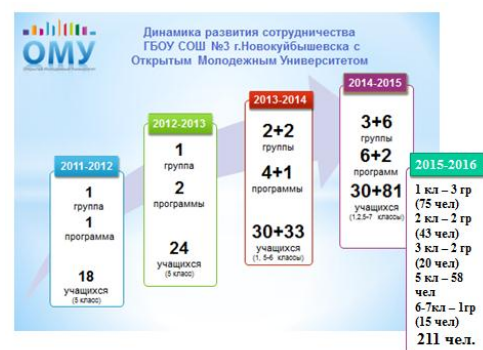 ОМУ
Динамика развития сотрудничества
ГБОУ СОШ №3 г.Новокуйбышевска с
Открытым Молодежным Университетом
2011-2012
1
группа
1
программа
18
учащихся
(5 класс)
2012-2013
1
группа
2
программы
24
учащихся
(5 класс)
2013-2014
2+2
группы
4+1
программы
30+33
учащихся
(1, 5-6 классы)
2014-2015
3+6
группы
6+2
программ
30+81
учащихся
(1,2,5-7 классы)
2015-2016
1 кл – 3 гр
(75 чел)
2 кл – 2 гр
(43 чел)
3 кл – 2 гр
(20 чел)
5 кл – 58
чел
6-7кл – 1гр
(15 чел)
211 чел.